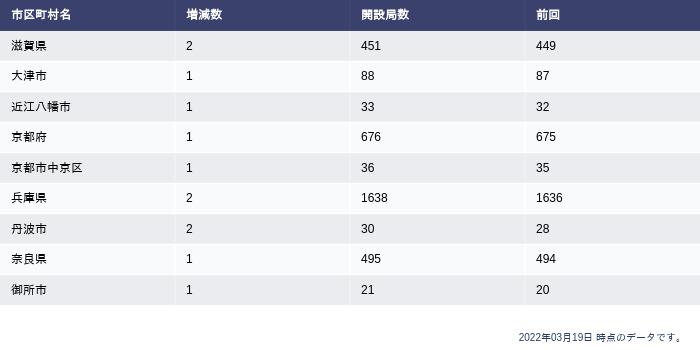 市区町村名 増減数 開設局数 前回
滋賀県 2 451 449
大津市 1 88 87
近江八幡市 1 33 32
京都府 1 676 675
京都市中京区 1 36 35
兵庫県 2 1638 1636
丹波市 2 30 28
奈良県 1 495 494
御所市 1 21 20
2022年03月19日 時点のデータです。